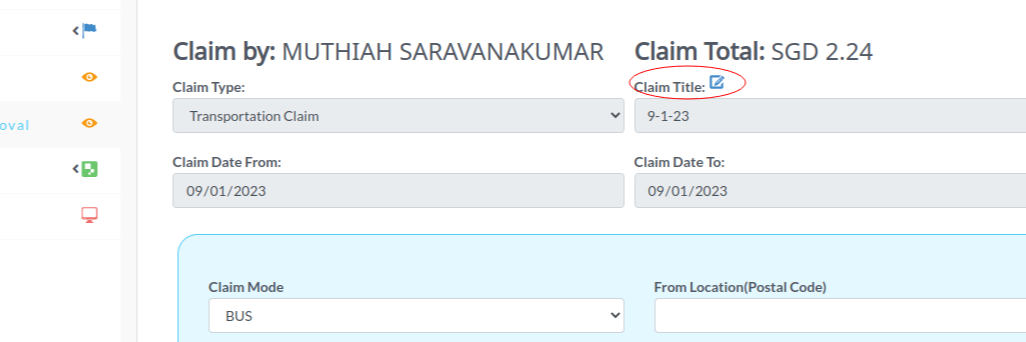 Claim by: MUTHIAH SARAVANAKUMAR
Claim Total: SGD 2.24
Claim Type:
Claim Title:
oval
Transportation Claim
9-1-23
Claim Date From:
Claim Date To:
09/01/2023
09/01/2023
Claim Mode
From Location(Postal Code)
BUS